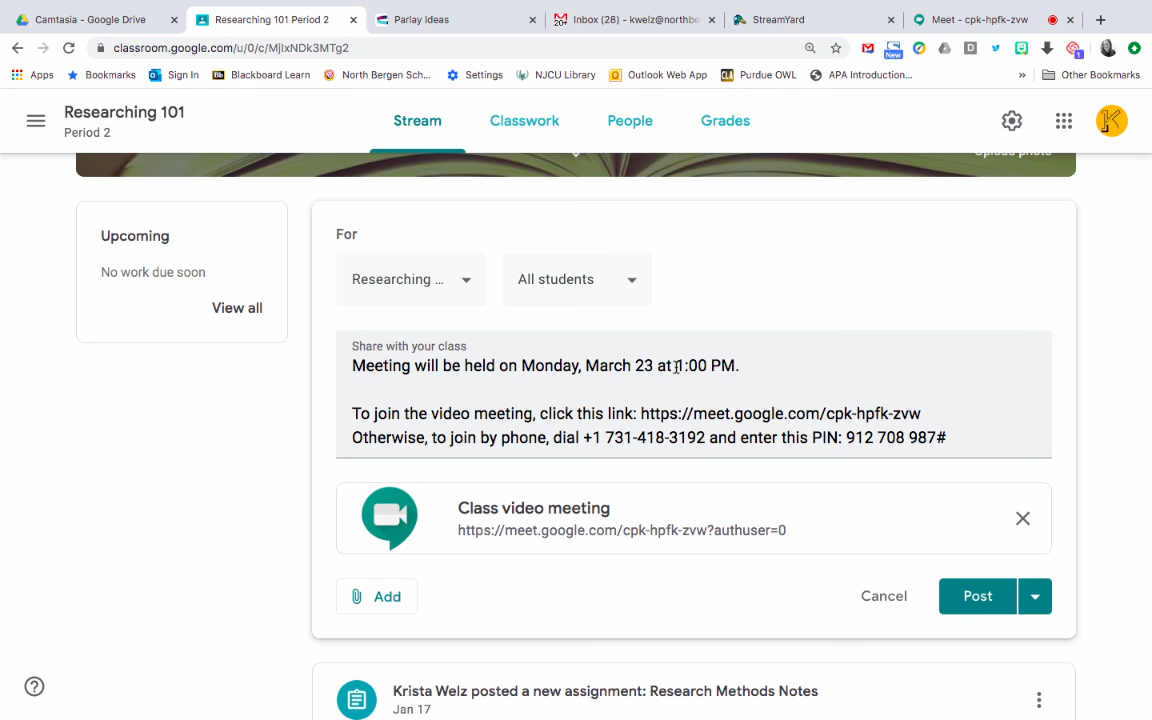 Camtasia - Google Drive
Researching 101 Period 2
Parlay Ideas
Inbox (28) - kwelz@northbe
StreamYard
Meet - cpk-hpfk-zvw
classroom.google.com/u/0/c/MjIxNDk3MTg2
New
1
Apps
Bookmarks
Sign In
Bb
Blackboard Learn
North Bergen Sch...
Settings
NJCU Library
Outlook Web App
Purdue OWL
APA Introduction...
»
Other Bookmarks
Researching 101
Period 2
Stream
Classwork
People
Grades
K
Upload photo
Upcoming
No work due soon
View all
For
Researching ...
All students
Share with your class
Meeting will be held on Monday, March 23 at 1:00 PM.
To join the video meeting, click this link: https://meet.google.com/cpk-hpfk-zvw
Otherwise, to join by phone, dial +1 731-418-3192 and enter this PIN: 912 708 987#
Class video meeting
https://meet.google.com/cpk-hpfk-zvw?authuser=0
Add
Cancel
Post
Krista Welz posted a new assignment: Research Methods Notes
Jan 17